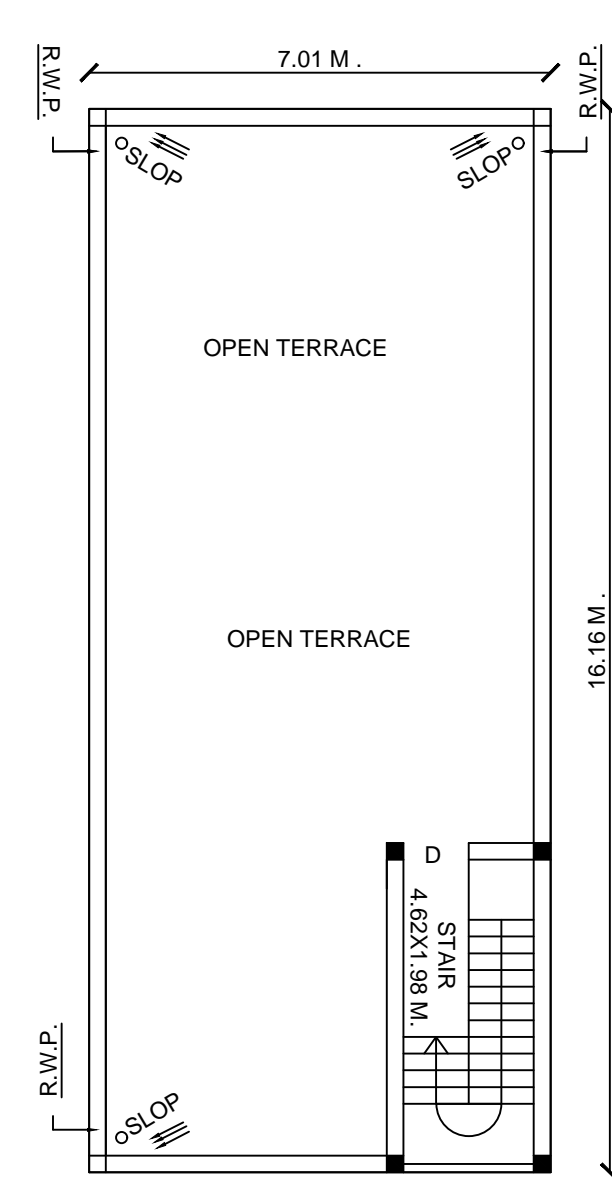 7.01 M .
R.W.P.
R.W.P.
SLOP
SLOP
OPEN TERRACE
OPEN TERRACE
16.16 M .
D
STAIR
4.62X1.98 M.
R.W.P.
SLOP